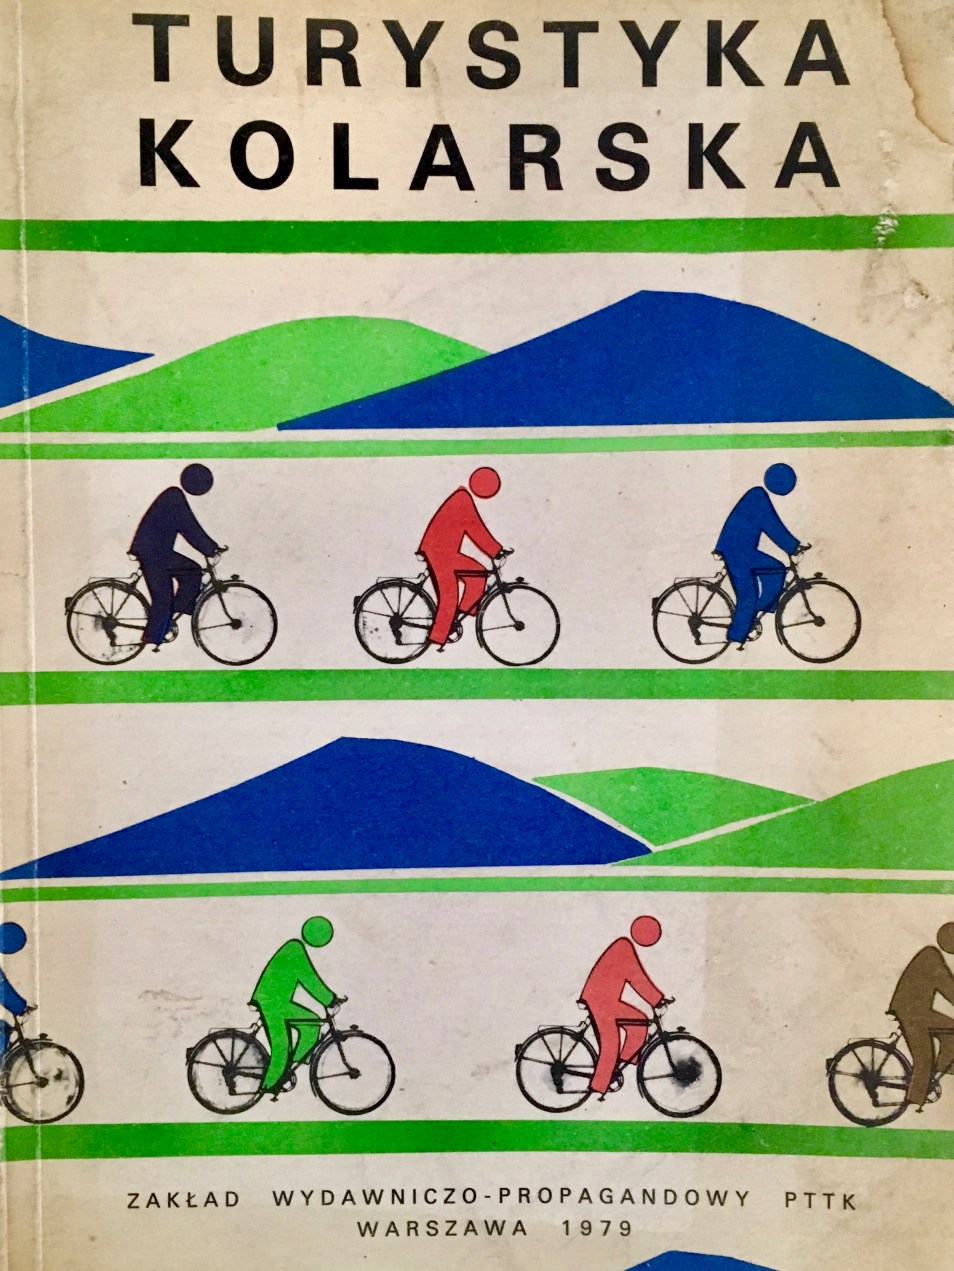 TURYSTYKA
KOLARSKA
ZAKŁAD WYDAWNICZO-PROPAGANDOWY PTTK
WARSZAWA 1979